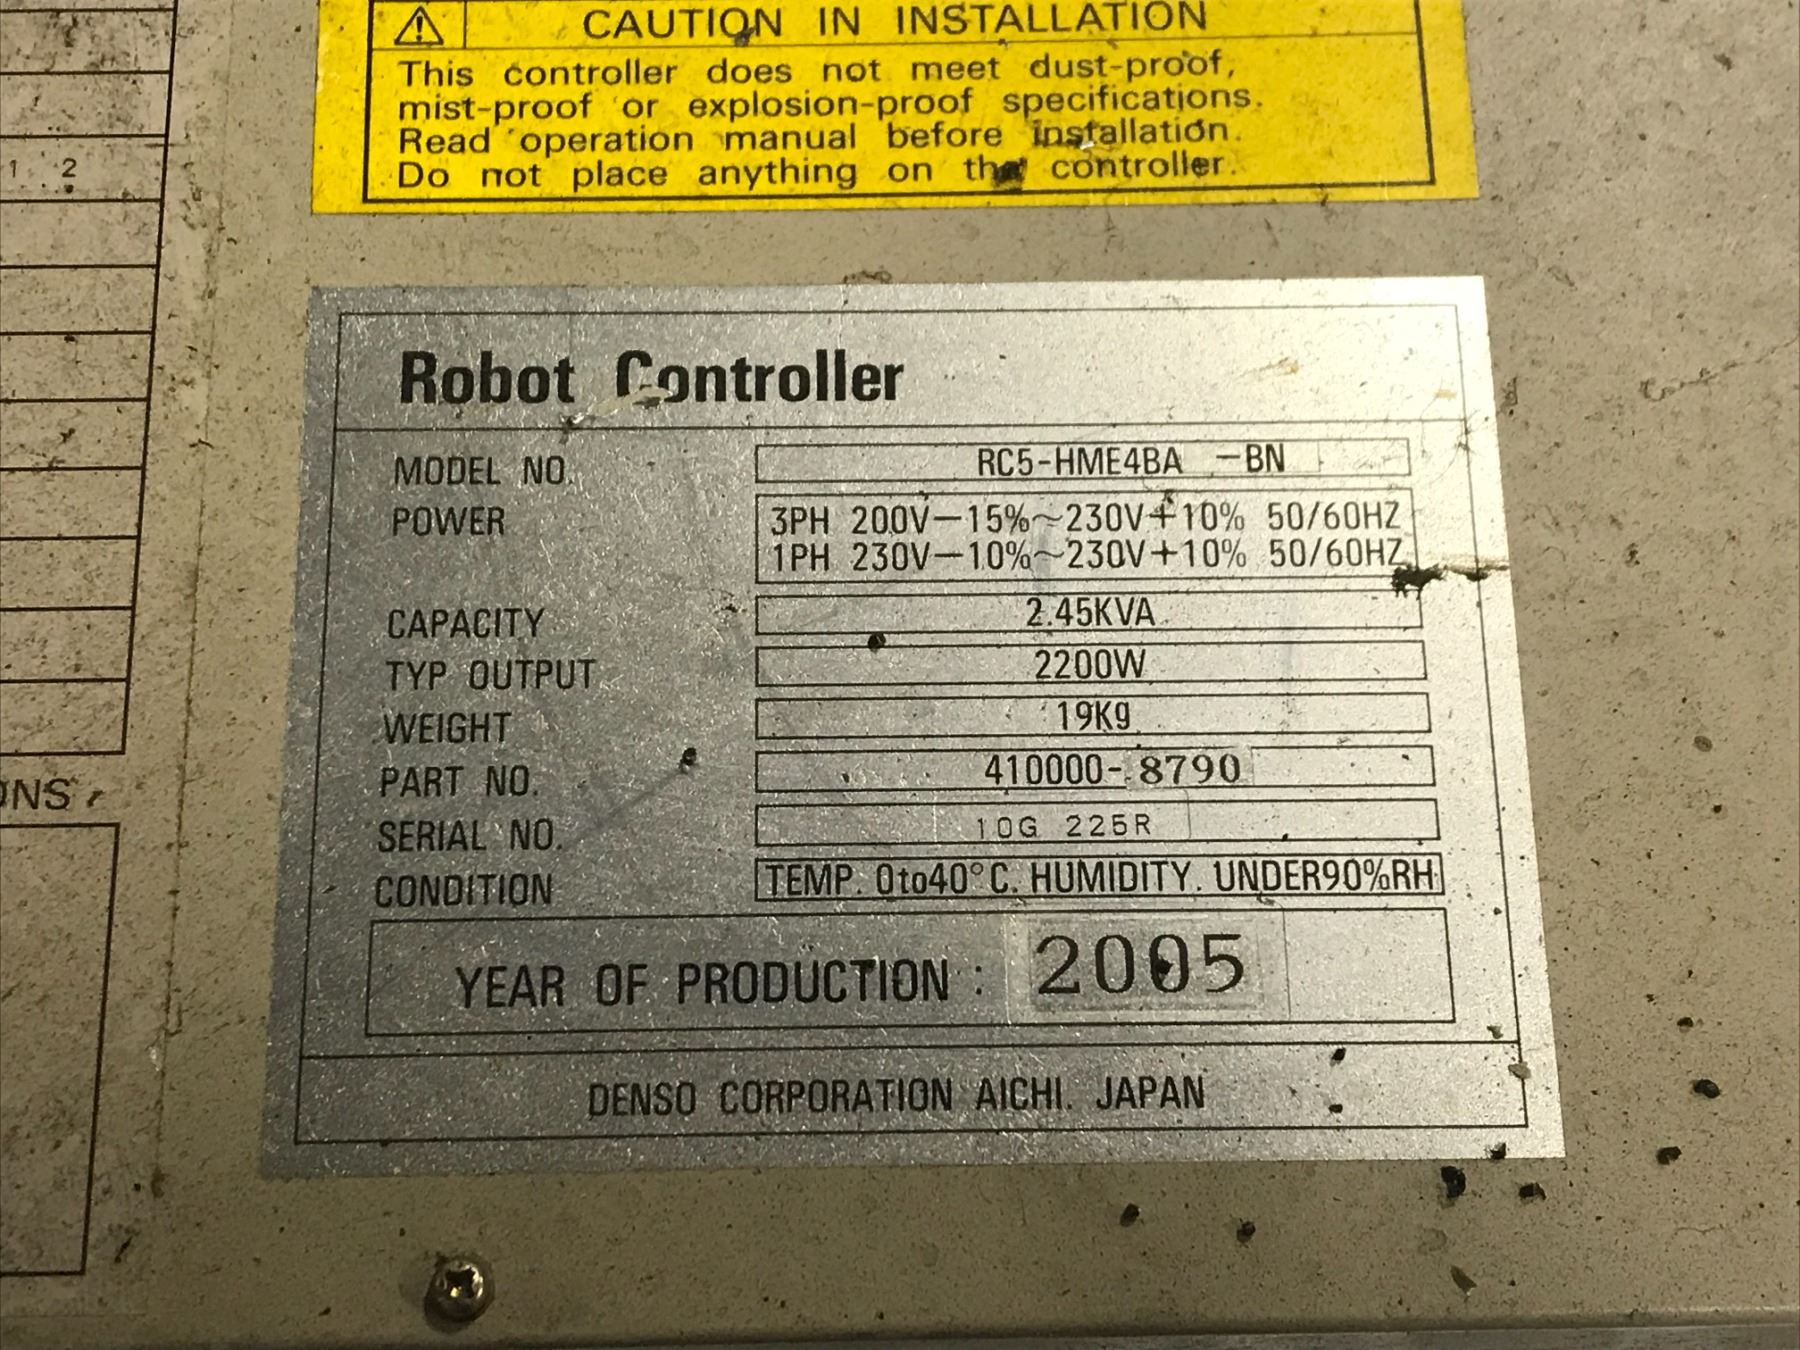 CAUTION IN INSTALLATION
This controller does not meet dust-proof,
mist-proof or explosion-proof specifications.
Read operation manual before installation.
Do not place anything on the controller.
1 2
Robot Controller
MODEL NO. RC5-HME4BA -BN
POWER 3PH 200V-15%~230V+10% 50/60HZ
1PH 230V-10%~230V+10% 50/60HZ
CAPACITY 2.45KVA
TYP OUTPUT 2200W
WEIGHT 19Kg
PART NO. 410000-8790
SERIAL NO. 10G 225R
CONDITION TEMP. 0to40°C. HUMIDITY. UNDER90%RH
YEAR OF PRODUCTION : 2005
DENSO CORPORATION AICHI. JAPAN